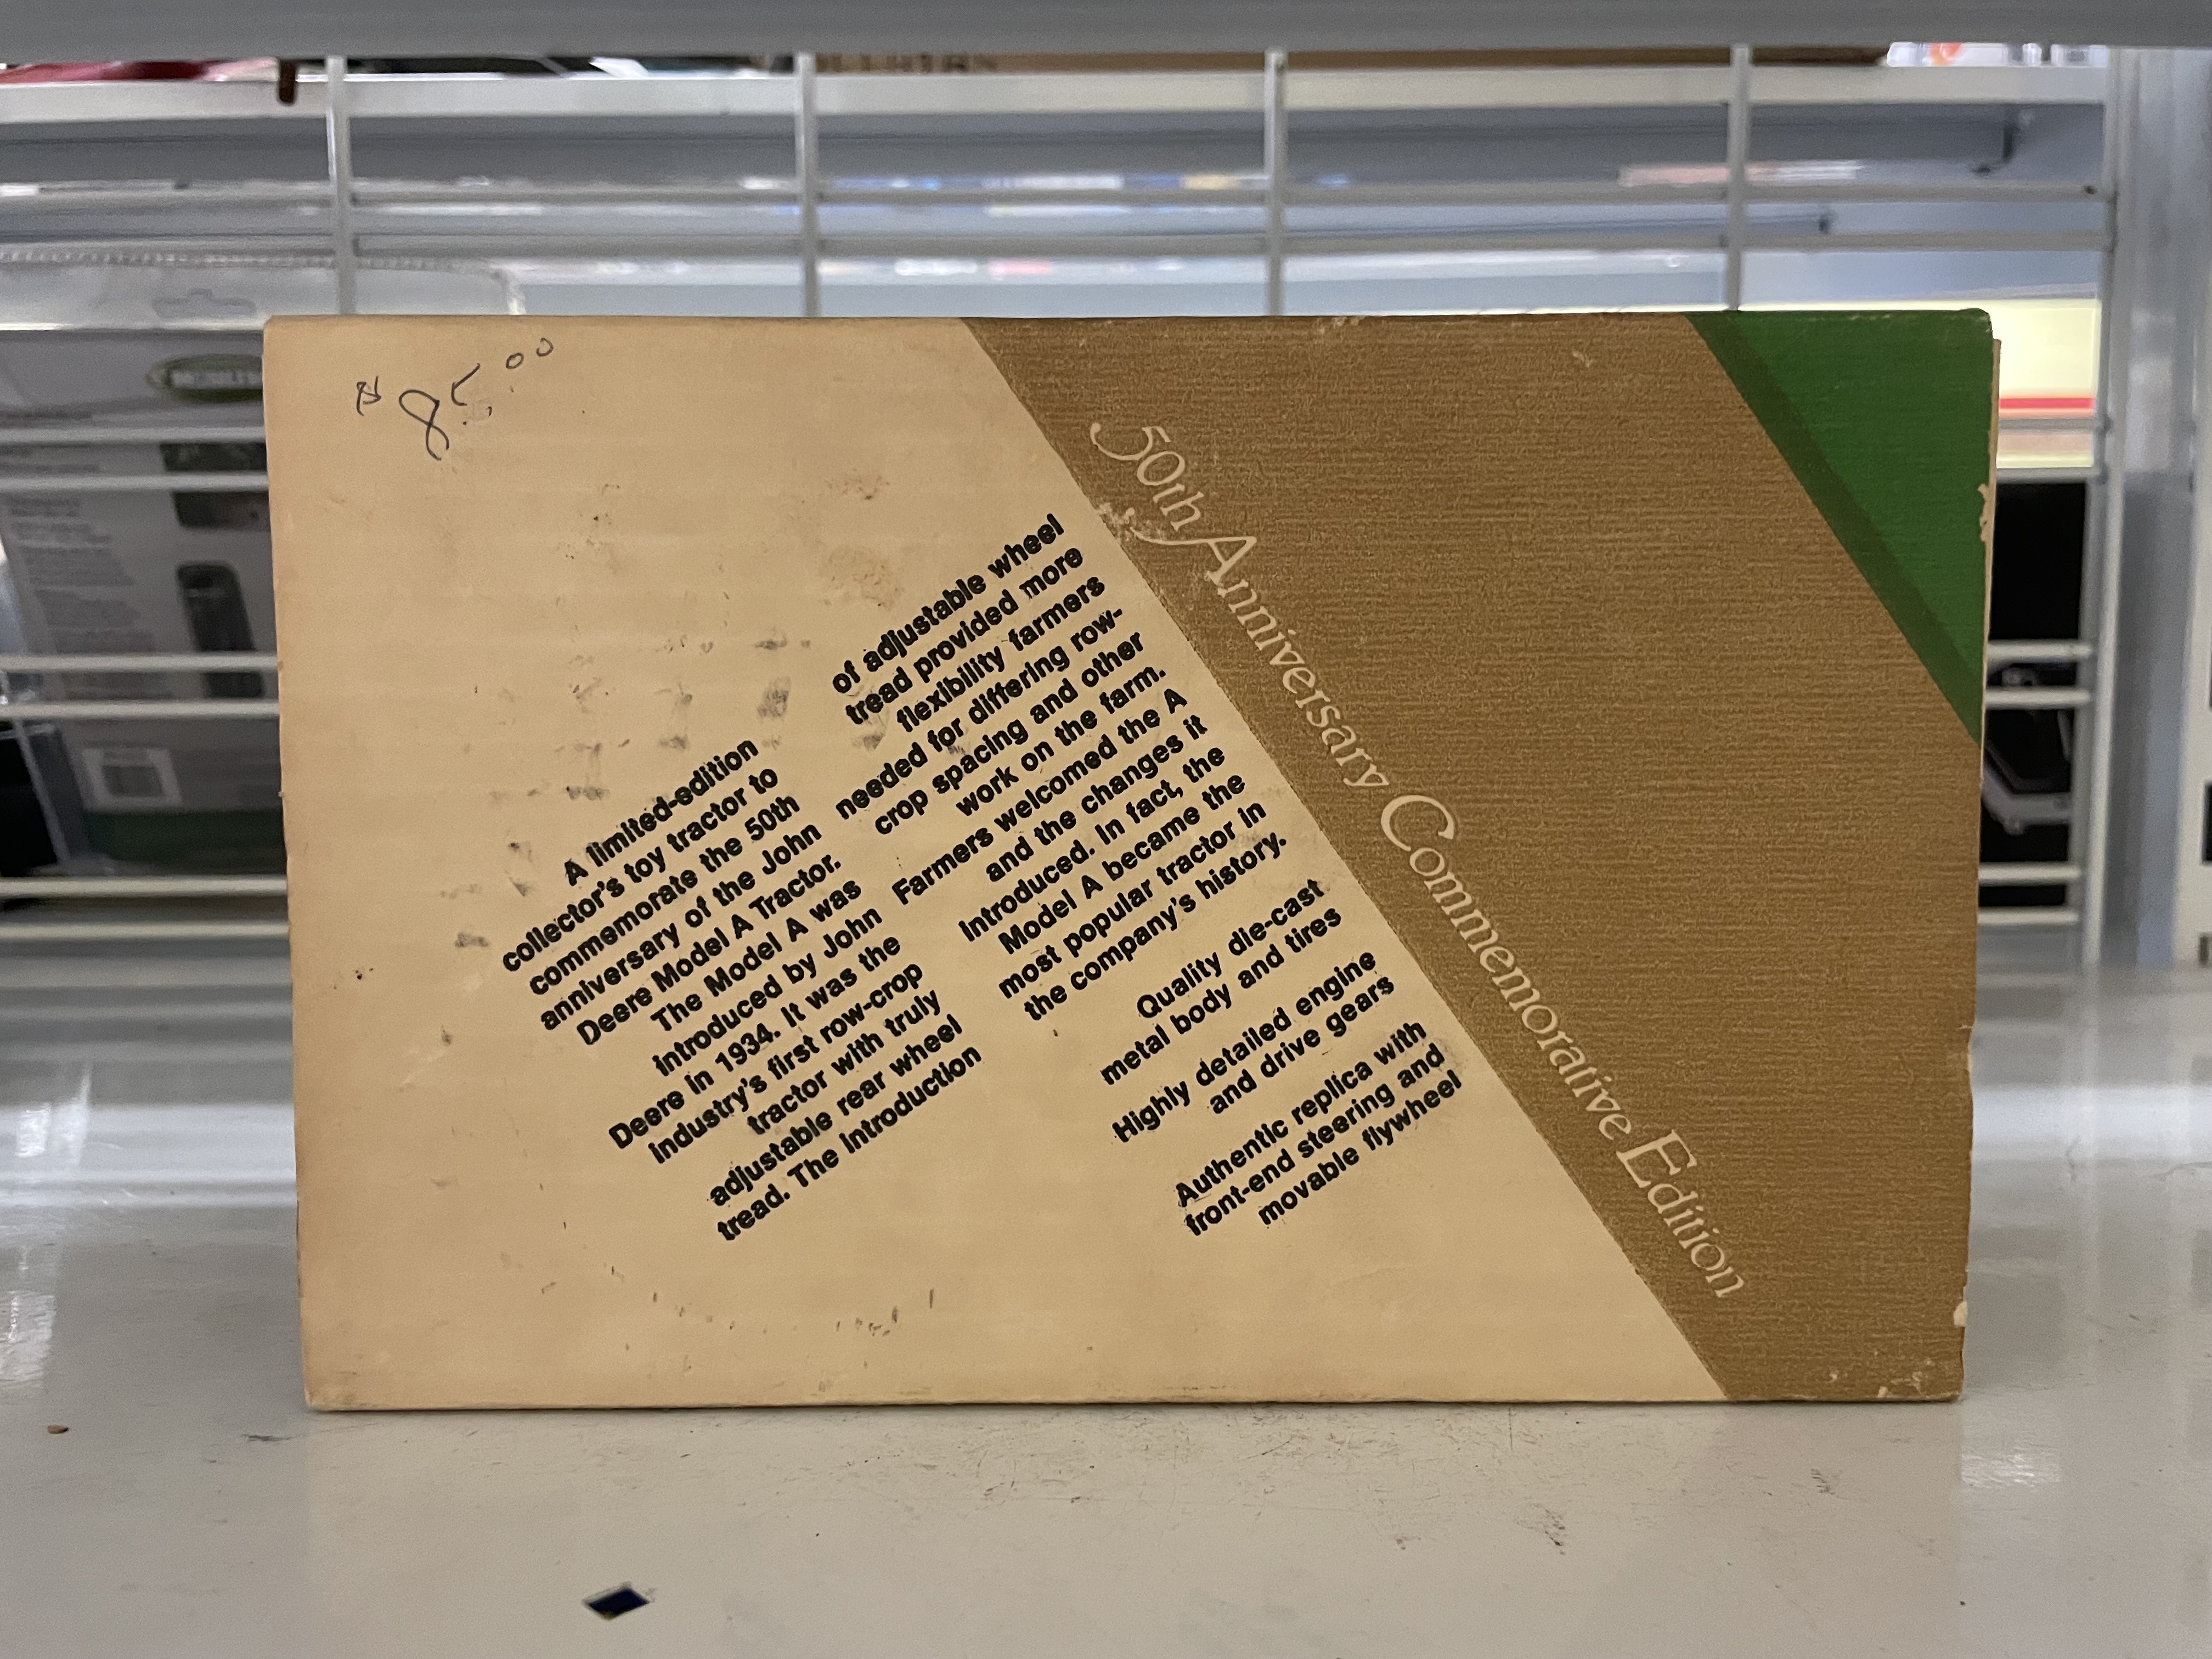 $85.00
50th Anniversary Commemorative Edition
A limited-edition
collector's toy tractor to
commemorate the 50th
anniversary of the John
Deere Model A Tractor.
The Model A was
introduced by John
Deere in 1934. It was the
industry's first row-crop
tractor with truly
adjustable rear wheel
tread. The introduction
of adjustable wheel
tread provided more
flexibility farmers
needed for differing row-
crop spacing and other
work on the farm.
Farmers welcomed the A
and the changes it
introduced. In fact, the
Model A became the
most popular tractor in
the company's history.
Quality die-cast
metal body and tires
Highly detailed engine
and drive gears
Authentic replica with
front-end steering and
movable flywheel